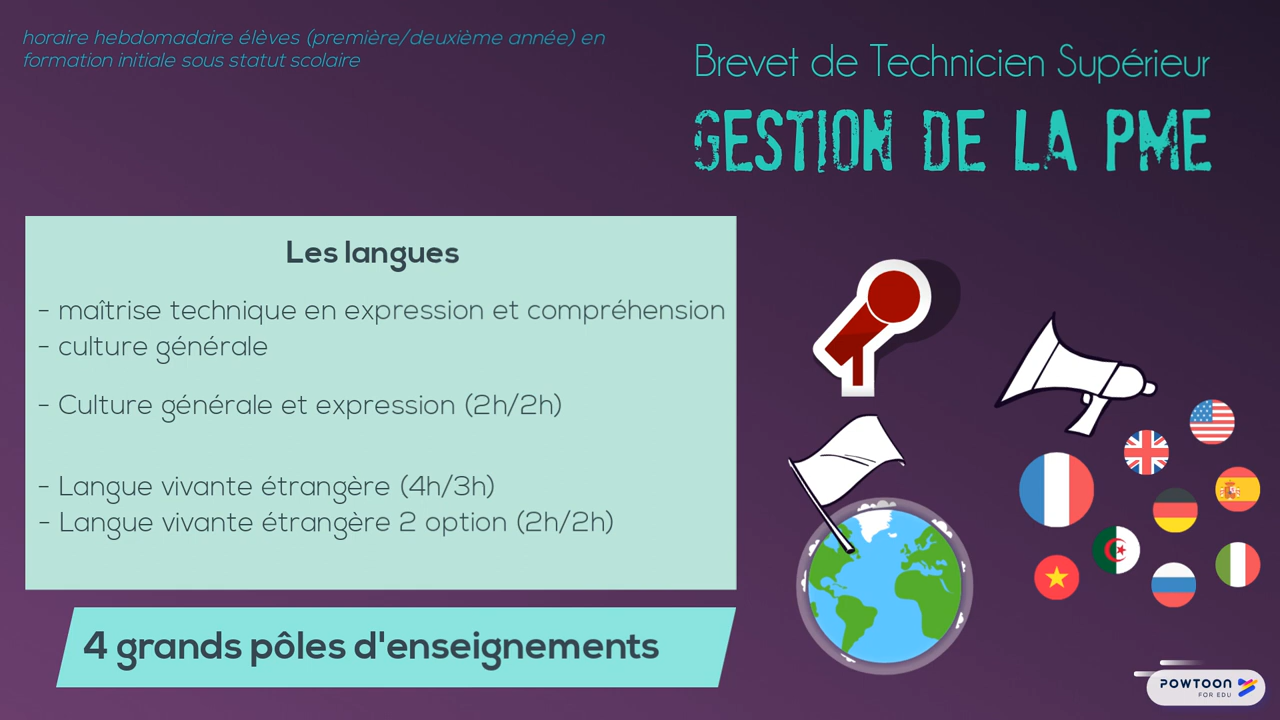 horaire hebdomadaire élèves (première/deuxième année) en
formation initiale sous statut scolaire
Brevet de Technicien Supérieur
GESTION DE LA PME
Les langues
- maîtrise technique en expression et compréhension
- culture générale
- Culture générale et expression (2h/2h)
- Langue vivante étrangère (4h/3h)
- Langue vivante étrangère 2 option (2h/2h)
4 grands pôles d'enseignements
POWTOON
FOR EDU